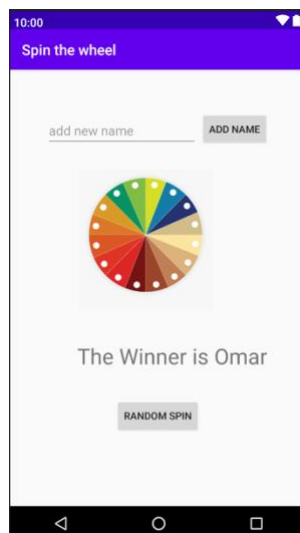 10:00
Spin the wheel
add new name
ADD NAME
The Winner is Omar
RANDOM SPIN